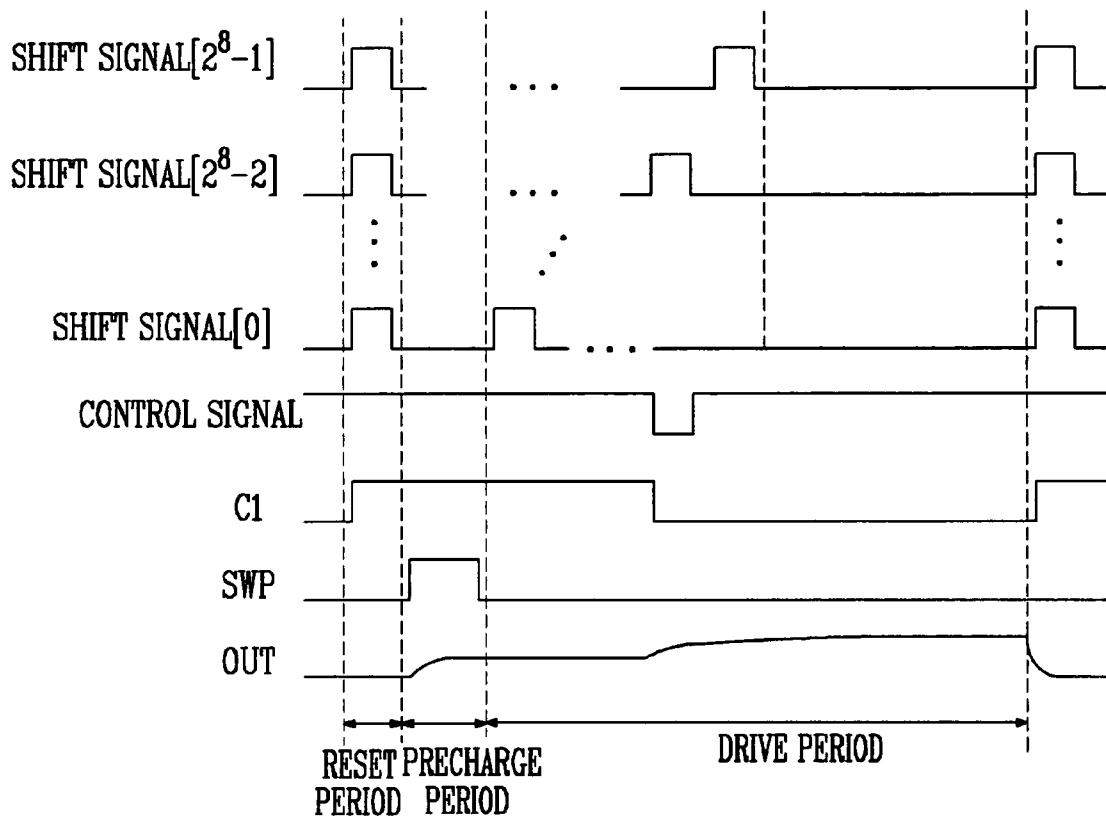 SHIFT SIGNAL[2⁸-1]
SHIFT SIGNAL[2⁸-2]
SHIFT SIGNAL[0]
CONTROL SIGNAL
C1
SWP
OUT
RESET PERIOD
PRECHARGE PERIOD
DRIVE PERIOD